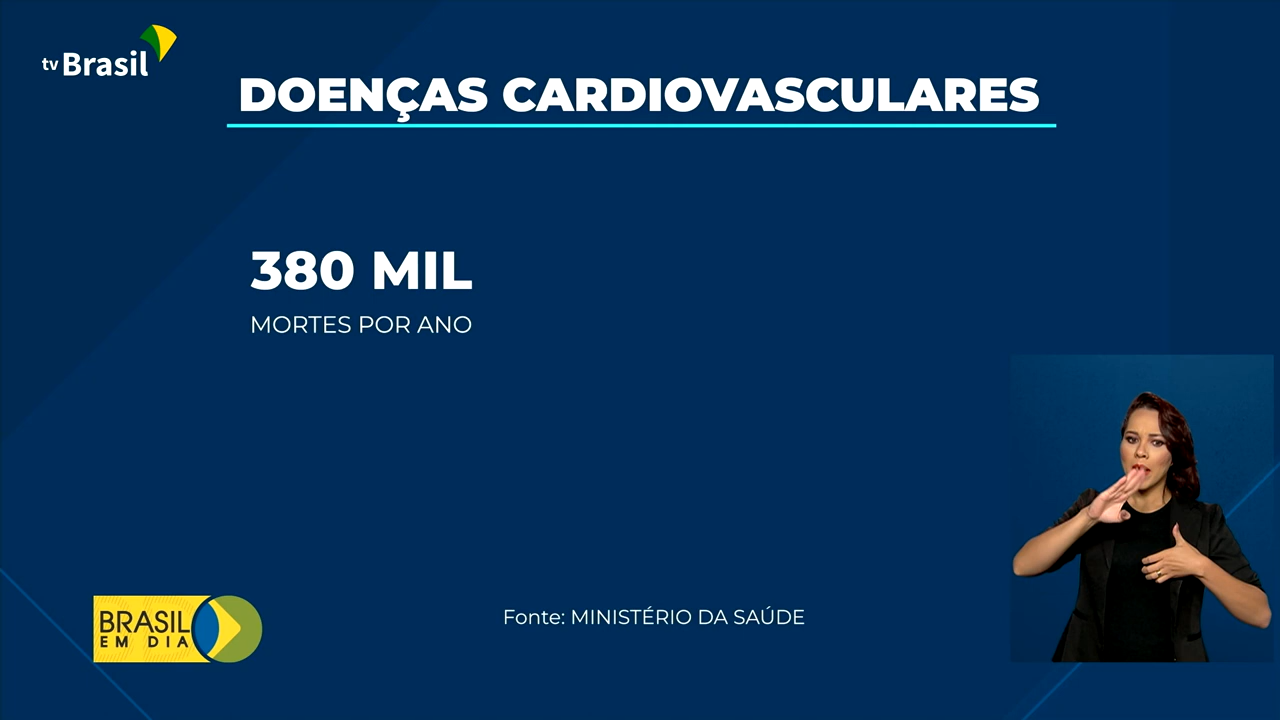 tv Brasil
DOENÇAS CARDIOVASCULARES
380 MIL
MORTES POR ANO
Fonte: MINISTÉRIO DA SAÚDE
BRASIL
EM DIA